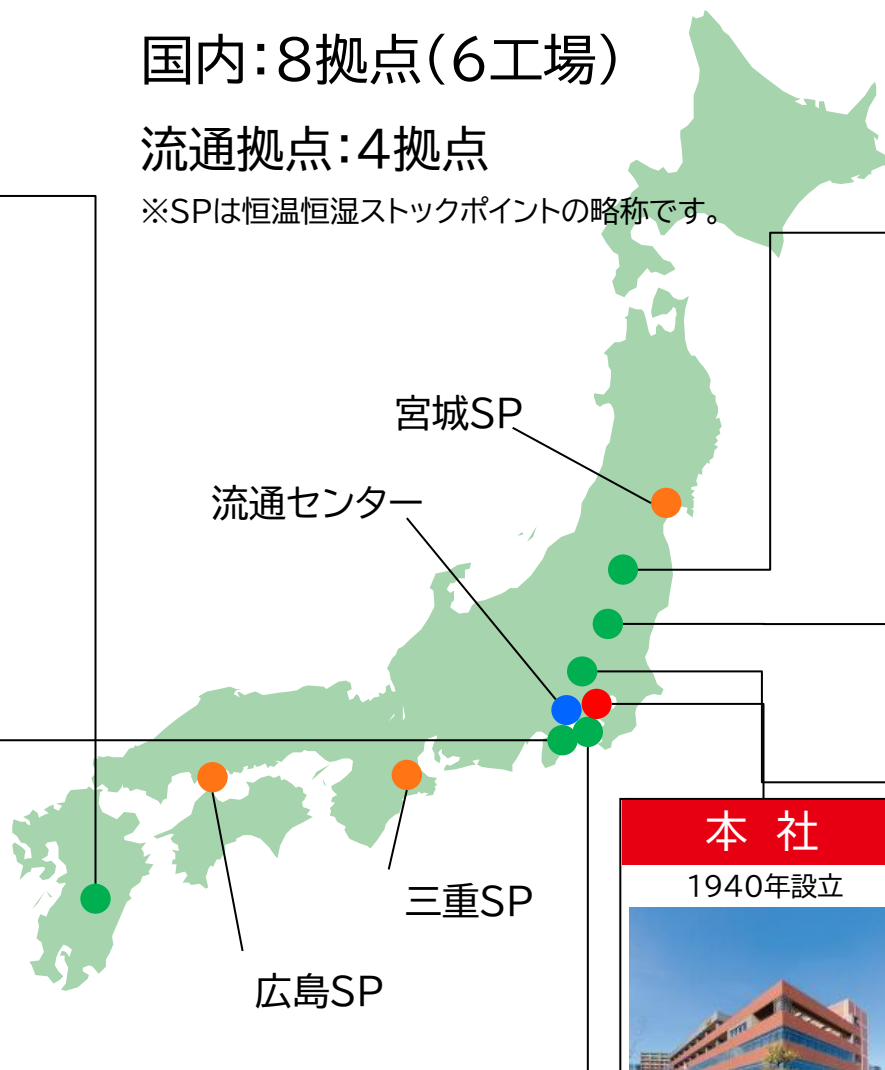 国内：8拠点（6工場）
流通拠点：4拠点
※SPは恒温恒湿ストックポイントの略称です。
宮城SP
流通センター
三重SP
広島SP
本 社
1940年設立